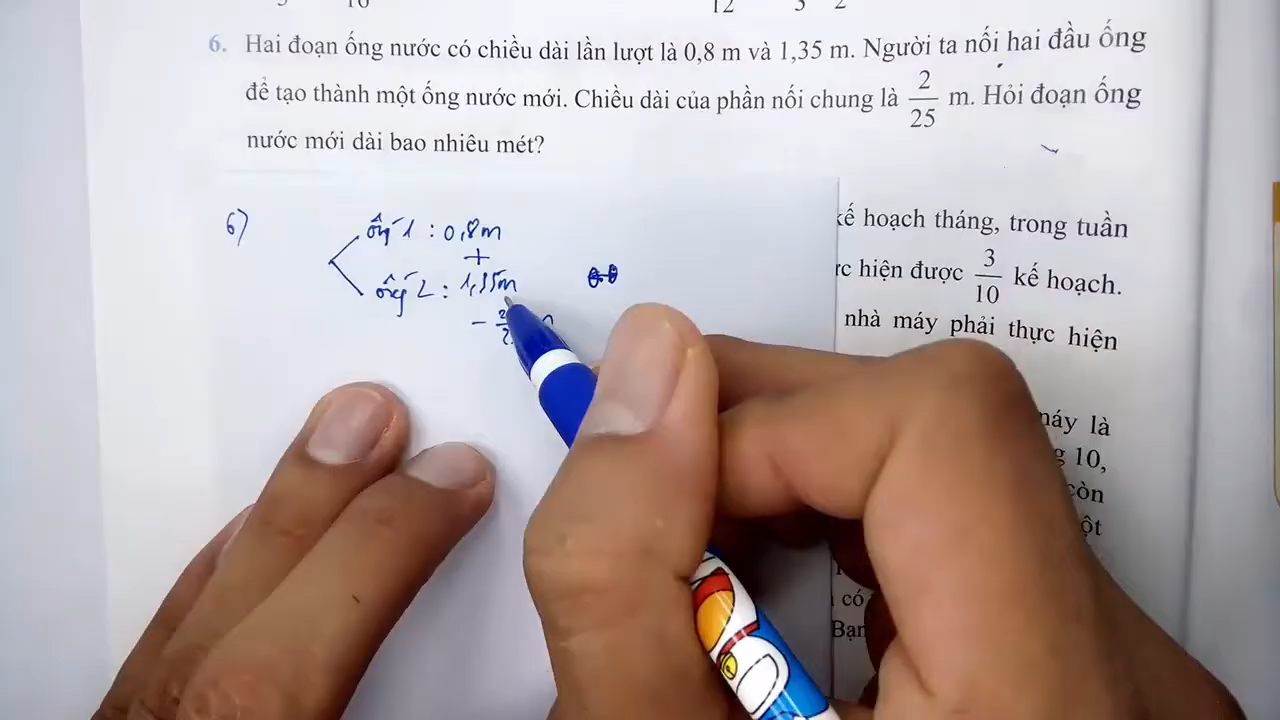 12
6. Hai đoạn ống nước có chiều dài lần lượt là 0,8 m và 1,35 m. Người ta nối hai đầu ống
để tạo thành một ống nước mới. Chiều dài của phần nối chung là 2/25 m. Hỏi đoạn ống
nước mới dài bao nhiêu mét?
6)
ống 1 : 0,8m
+
ống 2 : 1,35m
-
kế hoạch tháng, trong tuần
hiện được 3/10 kế hoạch.
nhà máy phải thực hiện
máy là
10,
còn
có
Bạn